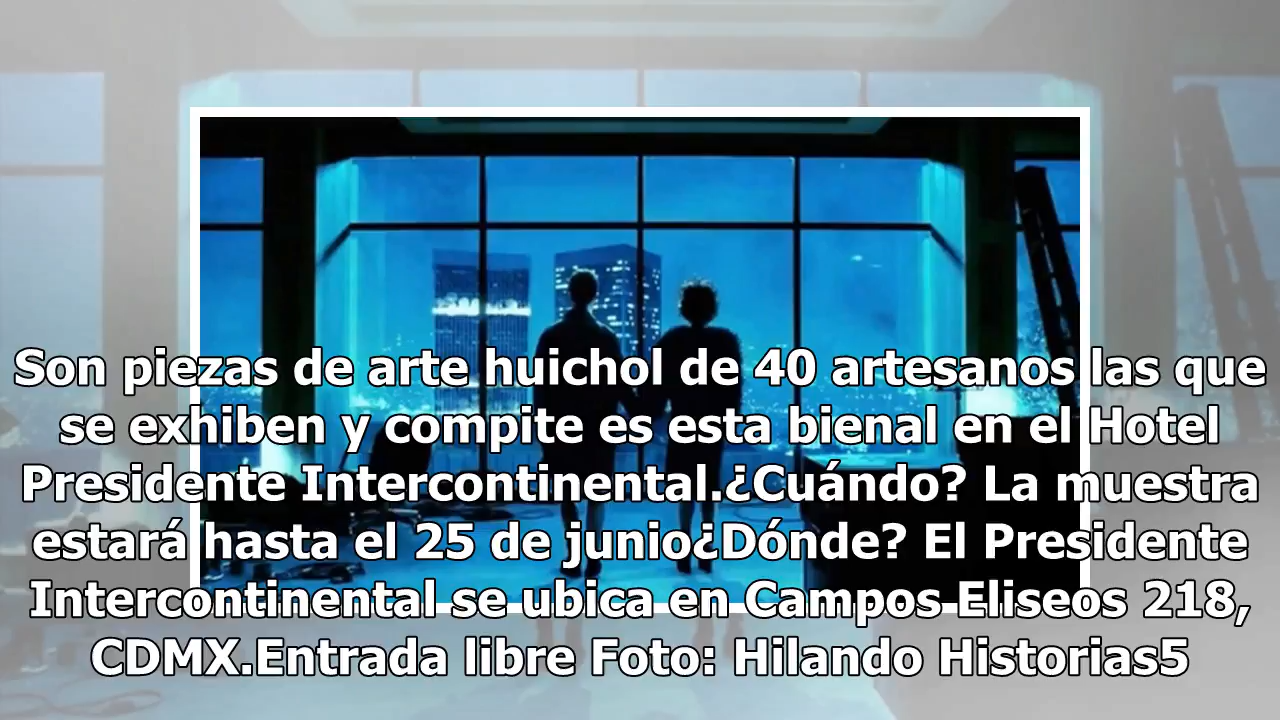 Son piezas de arte huichol de 40 artesanos las que
se exhiben y compite es esta bienal en el Hotel
Presidente Intercontinental.¿Cuándo? La muestra
estará hasta el 25 de junio¿Dónde? El Presidente
Intercontinental se ubica en Campos Eliseos 218,
CDMX.Entrada libre Foto: Hilando Historias5